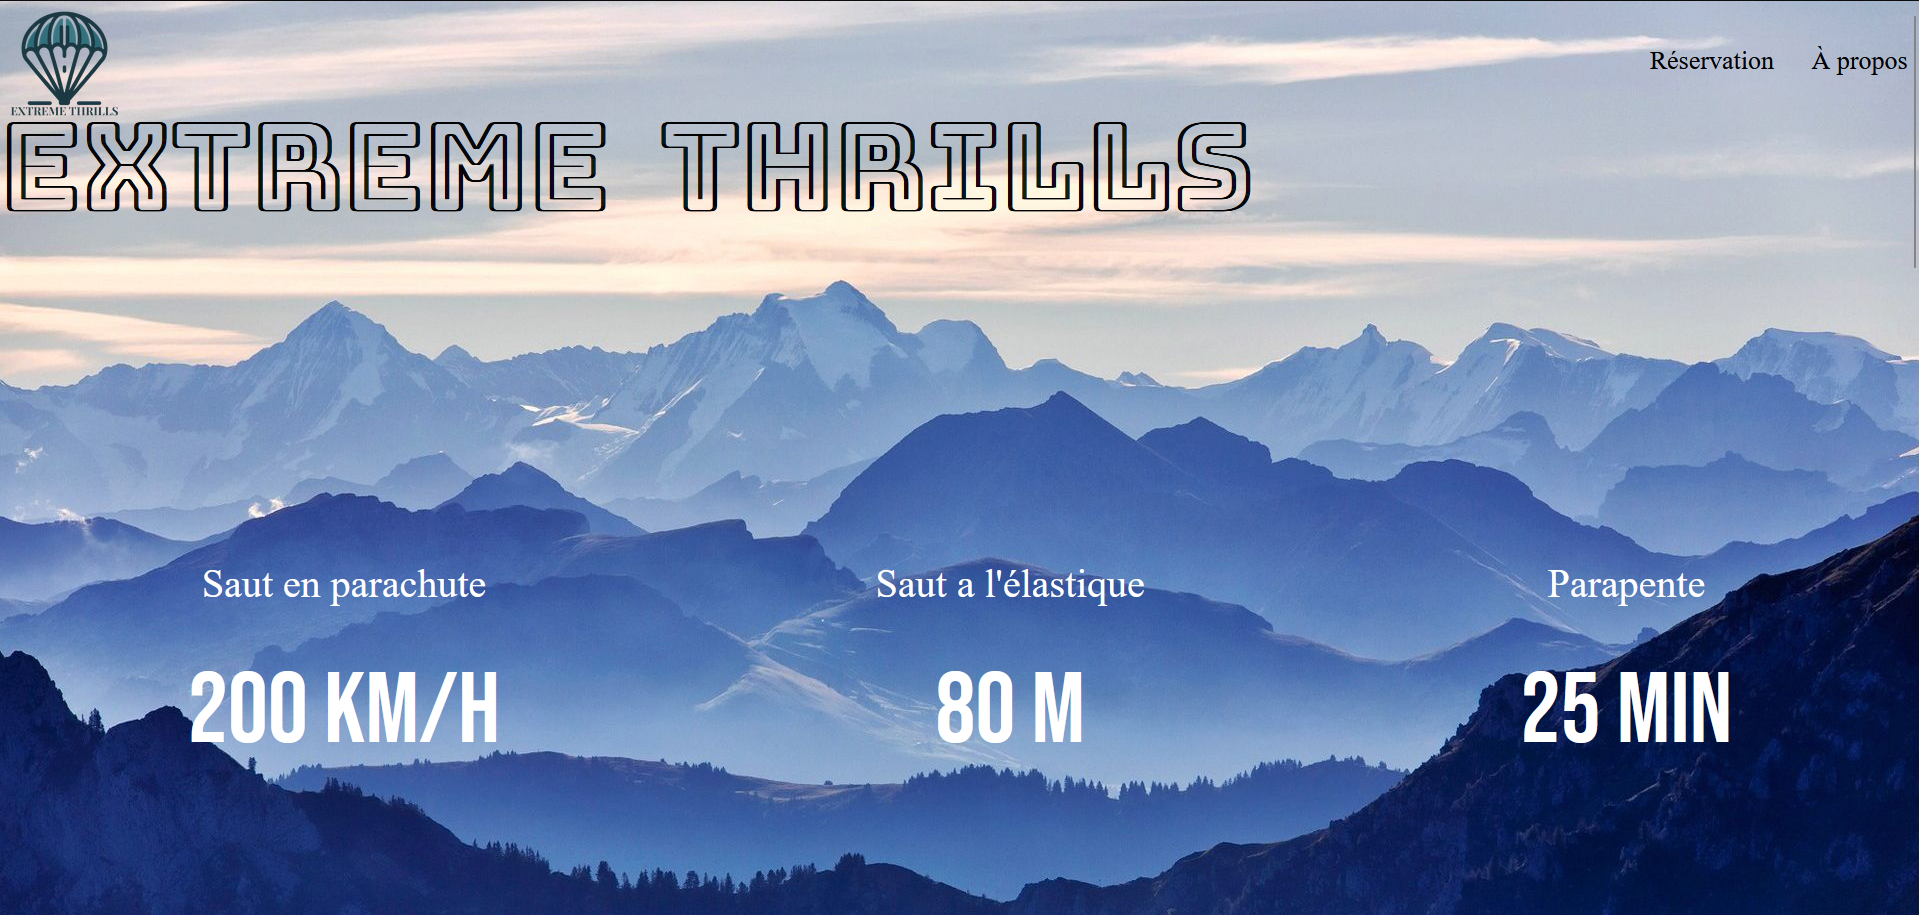 EXTREME THRILLS
Réservation À propos
EXTREME THRILLS
Saut en parachute
Saut a l'élastique
Parapente
200 KM/H
80 M
25 MIN